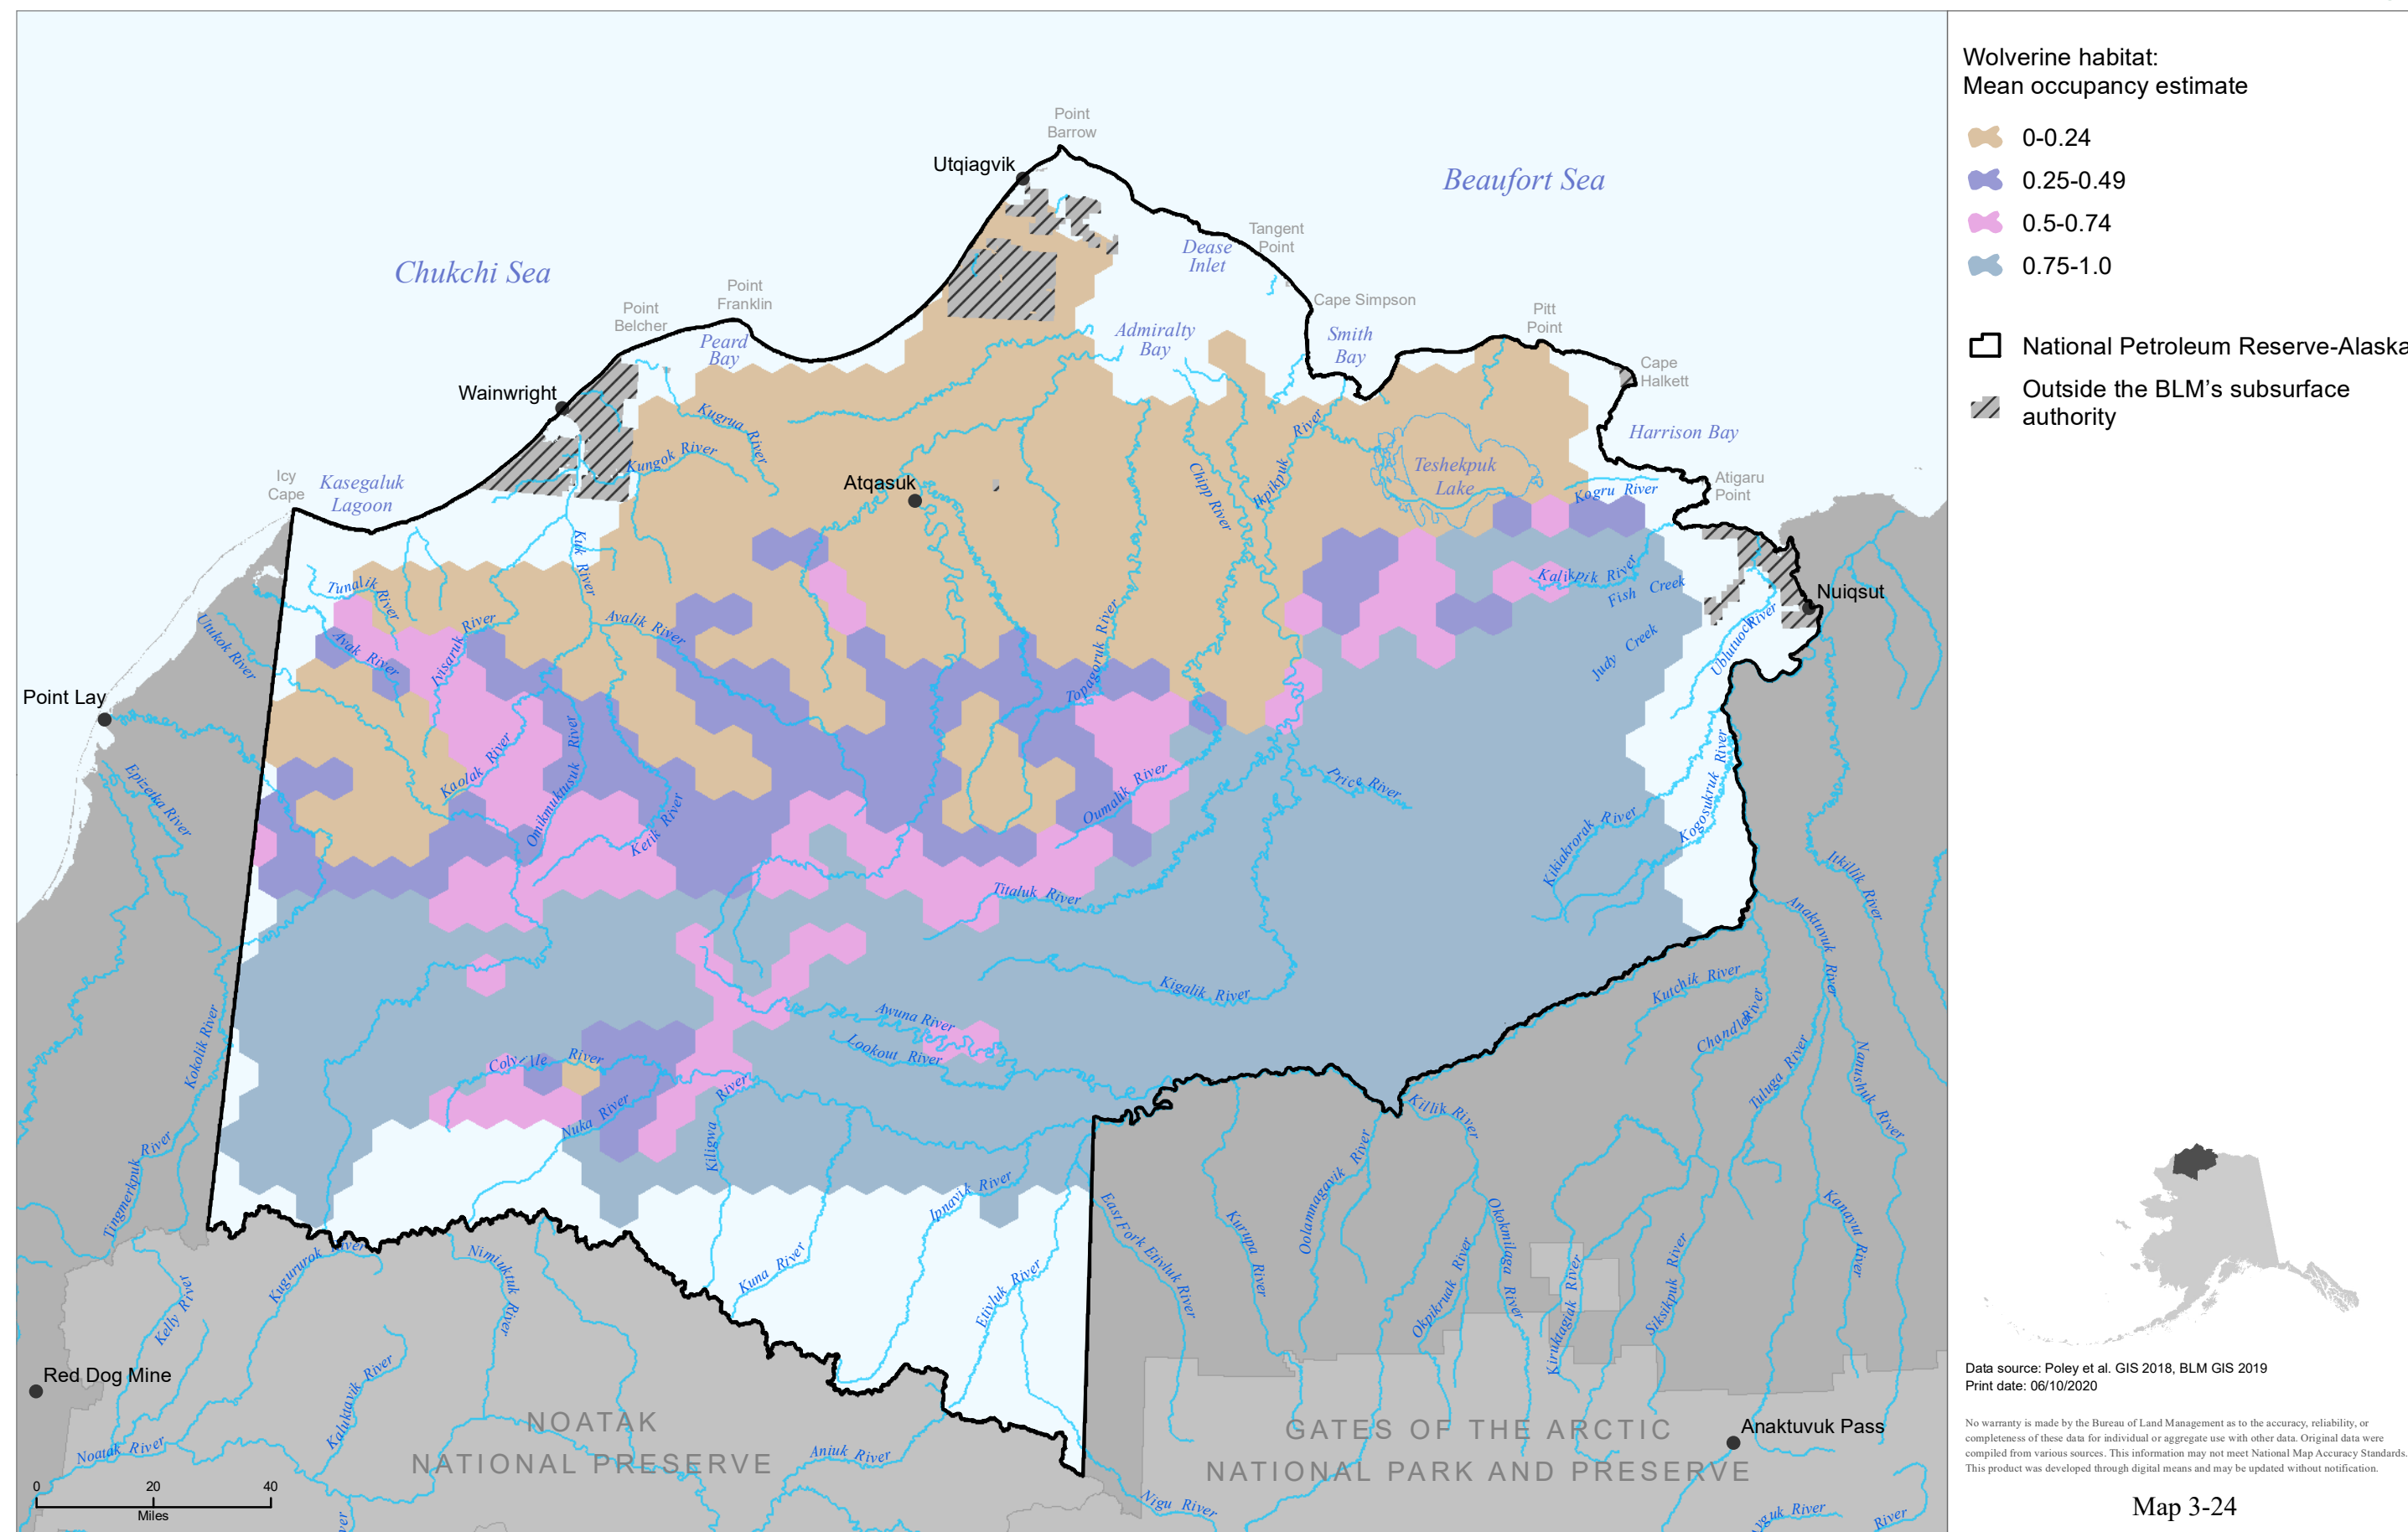 Point
Barrow
Utqiagvik
Beaufort Sea
Tangent
Point
Dease
Inlet
Chukchi Sea
Point
Franklin
Point
Belcher
Peard
Bay
Cape Simpson
Admiralty
Bay
Smith
Bay
Pitt
Point
Cape
Halkett
Wainwright
Kugrua River
Kungok River
Harrison Bay
Icy
Cape
Kasegaluk
Lagoon
Atqasuk
Chipp River
Ikpikpuk River
Teshekpuk
Lake
Kogru River
Atigaru
Point
Kuk River
Tunalik River
Kalikpik River
Fish Creek
Nuiqsut
Utukok River
Avak River
Ivisaruk River
Avalik River
Topagoruk River
Judy Creek
Ublutuoch River
Point Lay
Epizetka River
Kaolak River
Omikmuktusuk River
Ketik River
Oumalik River
Price River
Kikiakrorak River
Kogosukruk River
Itkillik River
Titaluk River
Anaktuvuk River
Kigalik River
Kutchik River
Chandler River
Awuna River
Lookout River
Kokolik River
Colville River
Nuka River
Kiligwa River
Killik River
Tuluga River
Nanushuk River
Tingmerkpuk River
Ipnavik River
East Fork Etivluk River
Kurupa River
Oolamnagavik River
Okokmilaga River
Okpikruak River
Kiruktagiak River
Siksikpuk River
Kanayut River
Kugururok River
Nimiuktuk River
Kelly River
Kuna River
Etivluk River
Red Dog Mine
Kaluktavik River
Noatak River
NOATAK
NATIONAL PRESERVE
Aniuk River
GATES OF THE ARCTIC
NATIONAL PARK AND PRESERVE
Anaktuvuk Pass
Nigu River
River
0 20 40
Miles
Wolverine habitat:
Mean occupancy estimate
0-0.24
0.25-0.49
0.5-0.74
0.75-1.0
National Petroleum Reserve-Alaska
Outside the BLM's subsurface
authority
Data source: Poley et al. GIS 2018, BLM GIS 2019
Print date: 06/10/2020
No warranty is made by the Bureau of Land Management as to the accuracy, reliability, or
completeness of these data for individual or aggregate use with other data. Original data were
compiled from various sources. This information may not meet National Map Accuracy Standards.
This product was developed through digital means and may be updated without notification.
Map 3-24